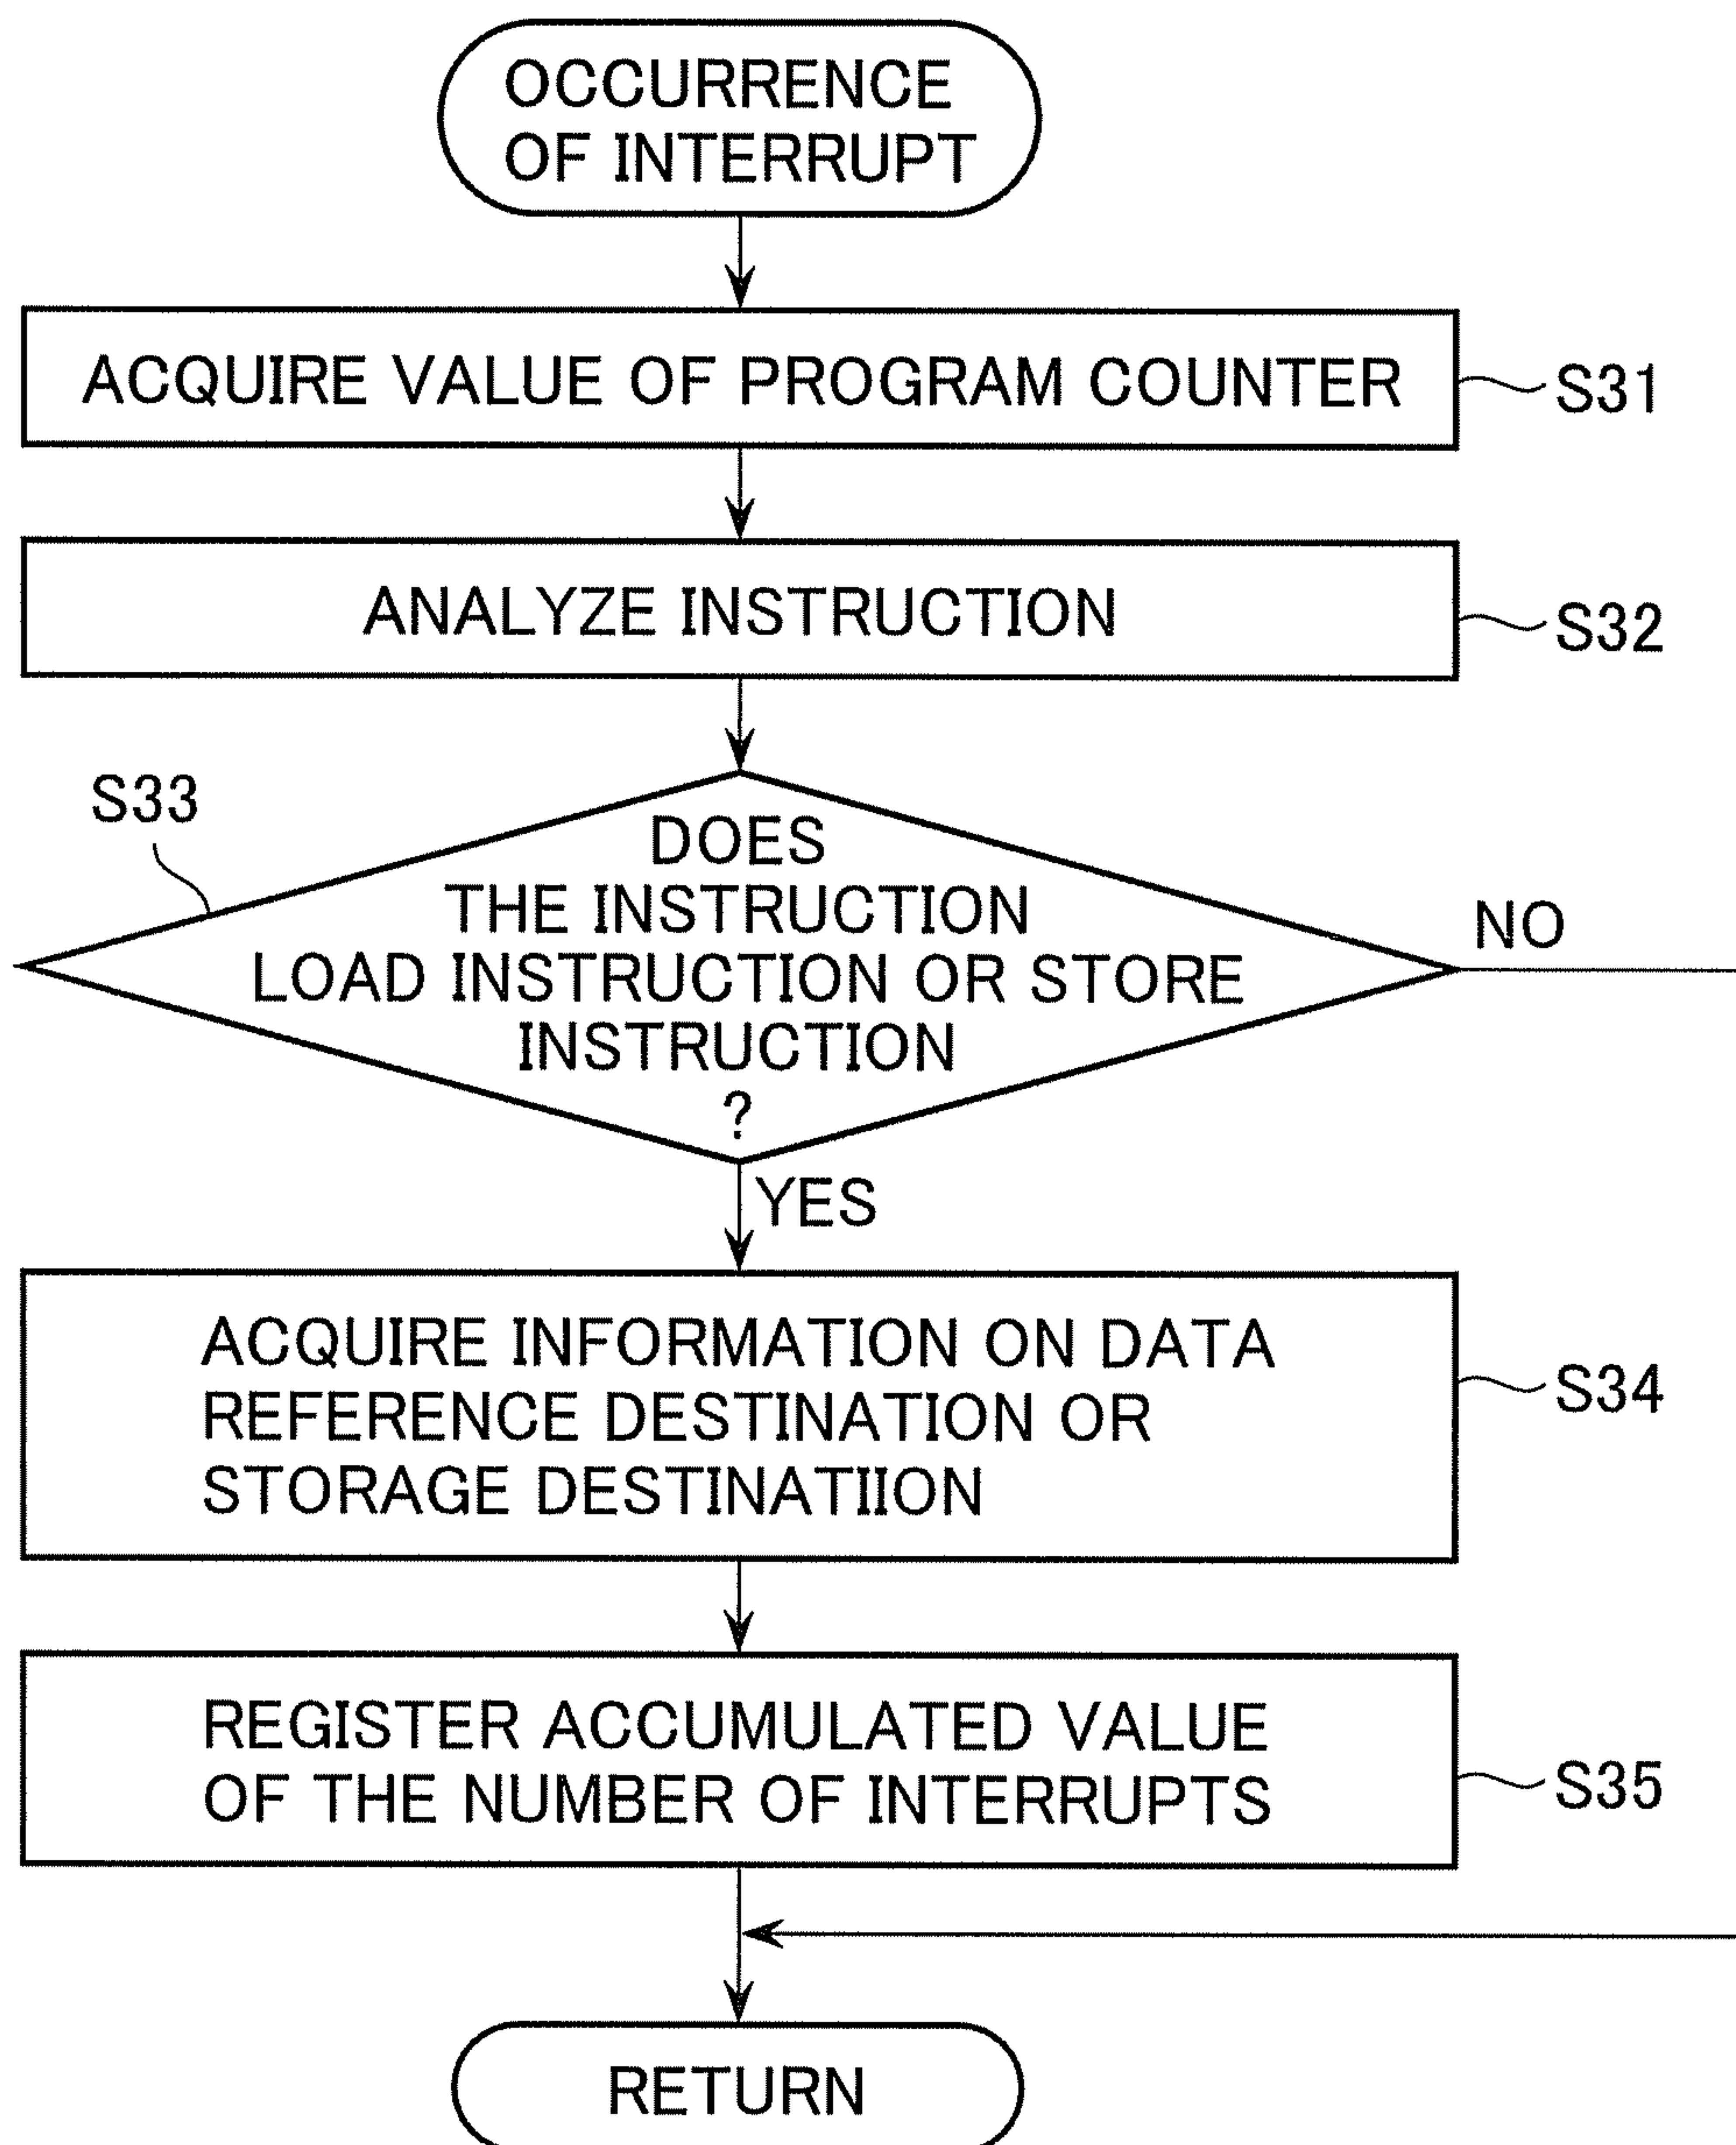 OCCURRENCE
OF INTERRUPT
ACQUIRE VALUE OF PROGRAM COUNTER
S31
ANALYZE INSTRUCTION
S32
S33
DOES
THE INSTRUCTION
LOAD INSTRUCTION OR STORE
INSTRUCTION
?
NO
YES
ACQUIRE INFORMATION ON DATA
REFERENCE DESTINATION OR
STORAGE DESTINATIION
S34
REGISTER ACCUMULATED VALUE
OF THE NUMBER OF INTERRUPTS
S35
RETURN